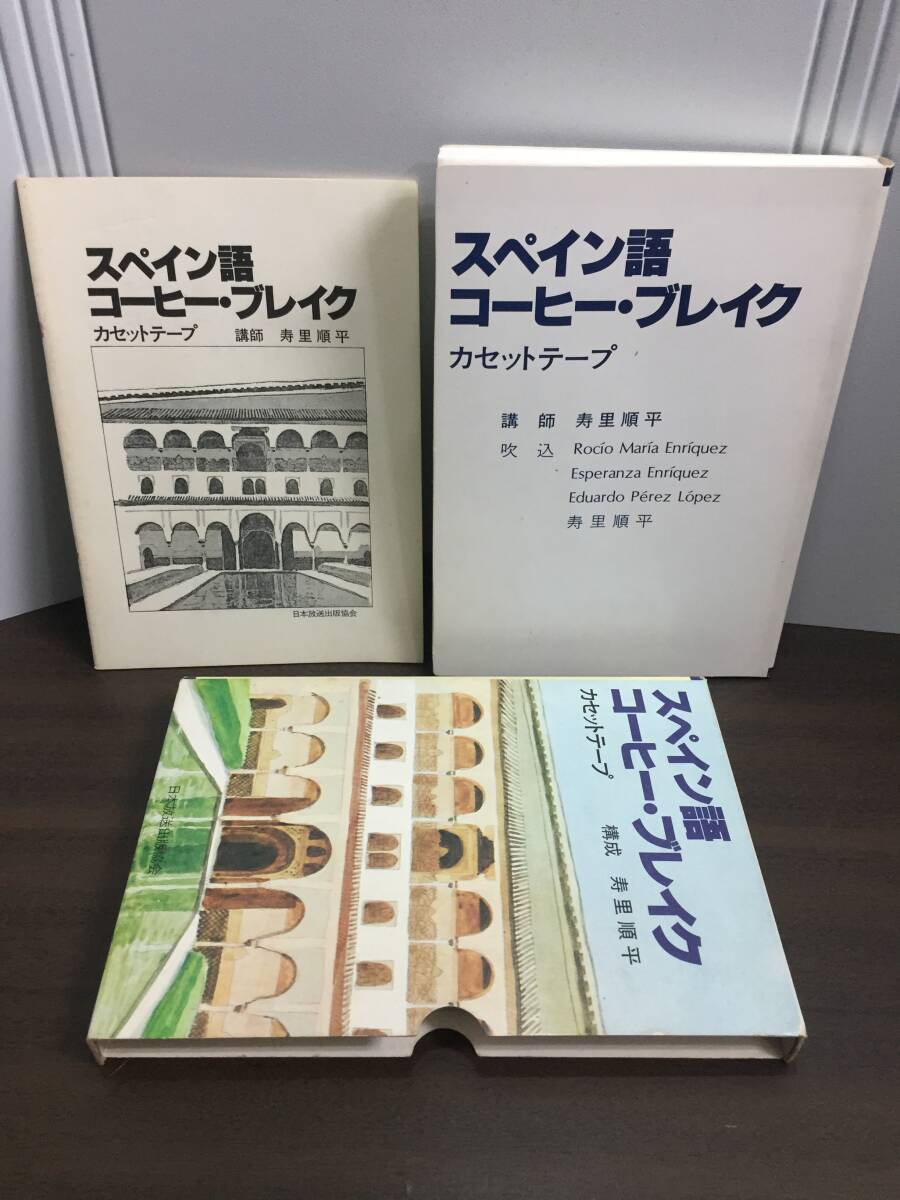 スペイン語
コーヒー・ブレイク
カセットテープ 講師 寿里順平
日本放送出版協会
スペイン語
コーヒー・ブレイク
カセットテープ
講師 寿里順平
吹込 Rocío María Enríquez
Esperanza Enríquez
Eduardo Pérez López
寿里順平
スペイン語
コーヒー・ブレイク
カセットテープ
構成 寿里順平
日本放送出版協会